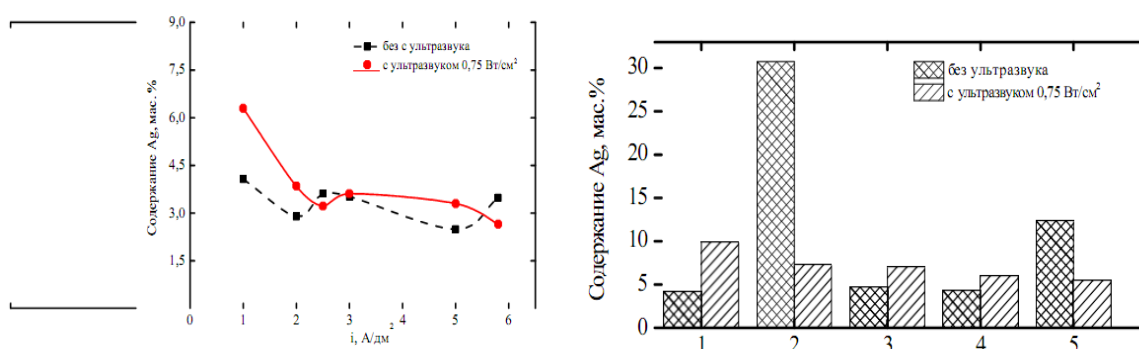 9,0
7,5
6,0
4,5
3,0
1,5
Содержание Ag, мас.%
без с ультразвука
с ультразвуком 0,75 Вт/см²
0 1 2 3 4 5 6
i, А/дм²
30
25
20
15
10
5
0
Содержание Ag, мас.%
без ультразвука
с ультразвуком 0,75 Вт/см²
1 2 3 4 5